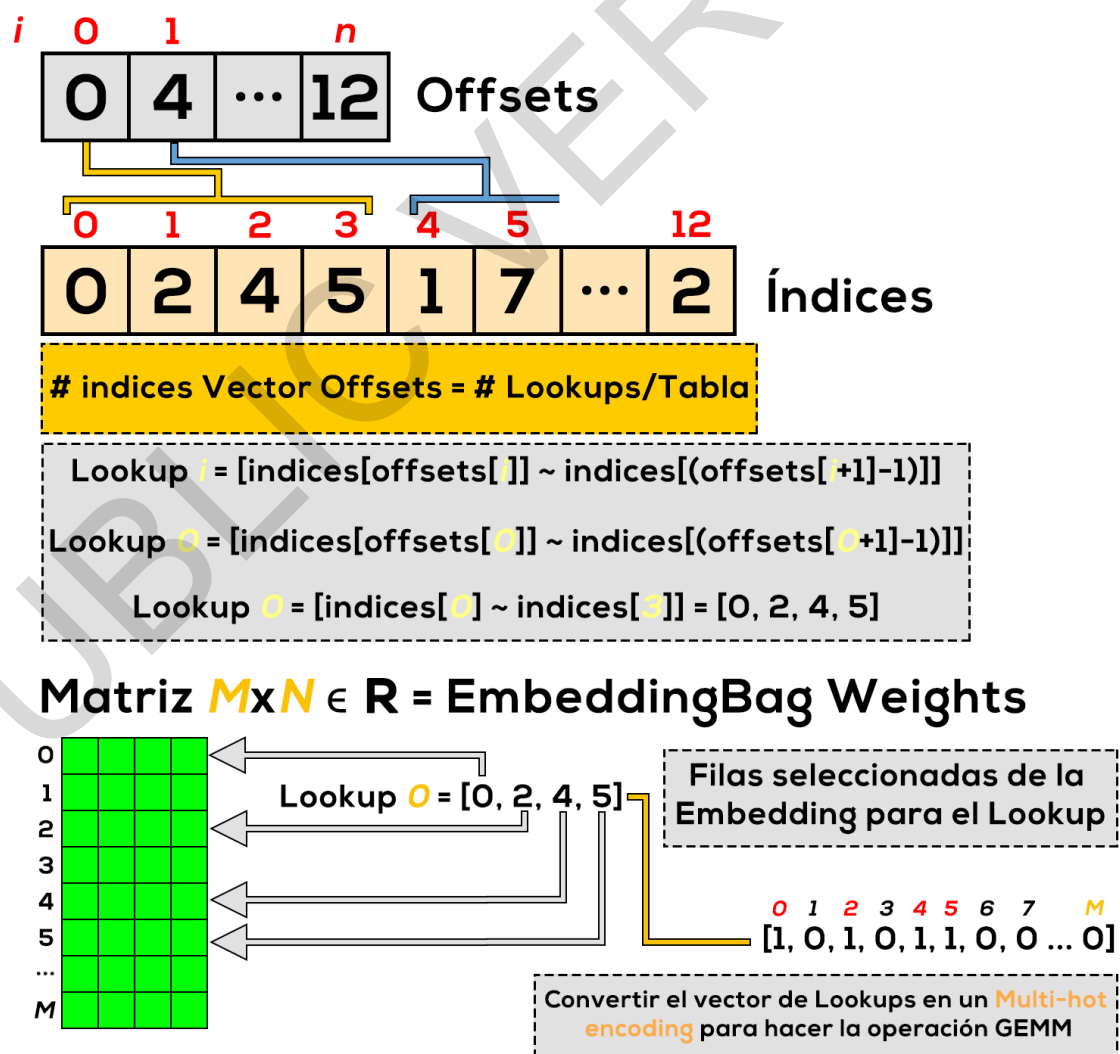 i 0 1 n
0 4 ... 12 Offsets
0 1 2 3 4 5 12
0 2 4 5 1 7 ... 2 Índices
# indices Vector Offsets = # Lookups/Tabla
Lookup i = [indices[offsets[i]] ~ indices[(offsets[i+1]-1)]]
Lookup 0 = [indices[offsets[0]] ~ indices[(offsets[0+1]-1)]]
Lookup 0 = [indices[0] ~ indices[3]] = [0, 2, 4, 5]
Matriz MxN ∈ R = EmbeddingBag Weights
0
1
2
3
4
5
...
M
Lookup 0 = [0, 2, 4, 5]
Filas seleccionadas de la
Embedding para el Lookup
0 1 2 3 4 5 6 7 M
[1, 0, 1, 0, 1, 1, 0, 0 ... 0]
Convertir el vector de Lookups en un Multi-hot
encoding para hacer la operación GEMM
UBLIC VER